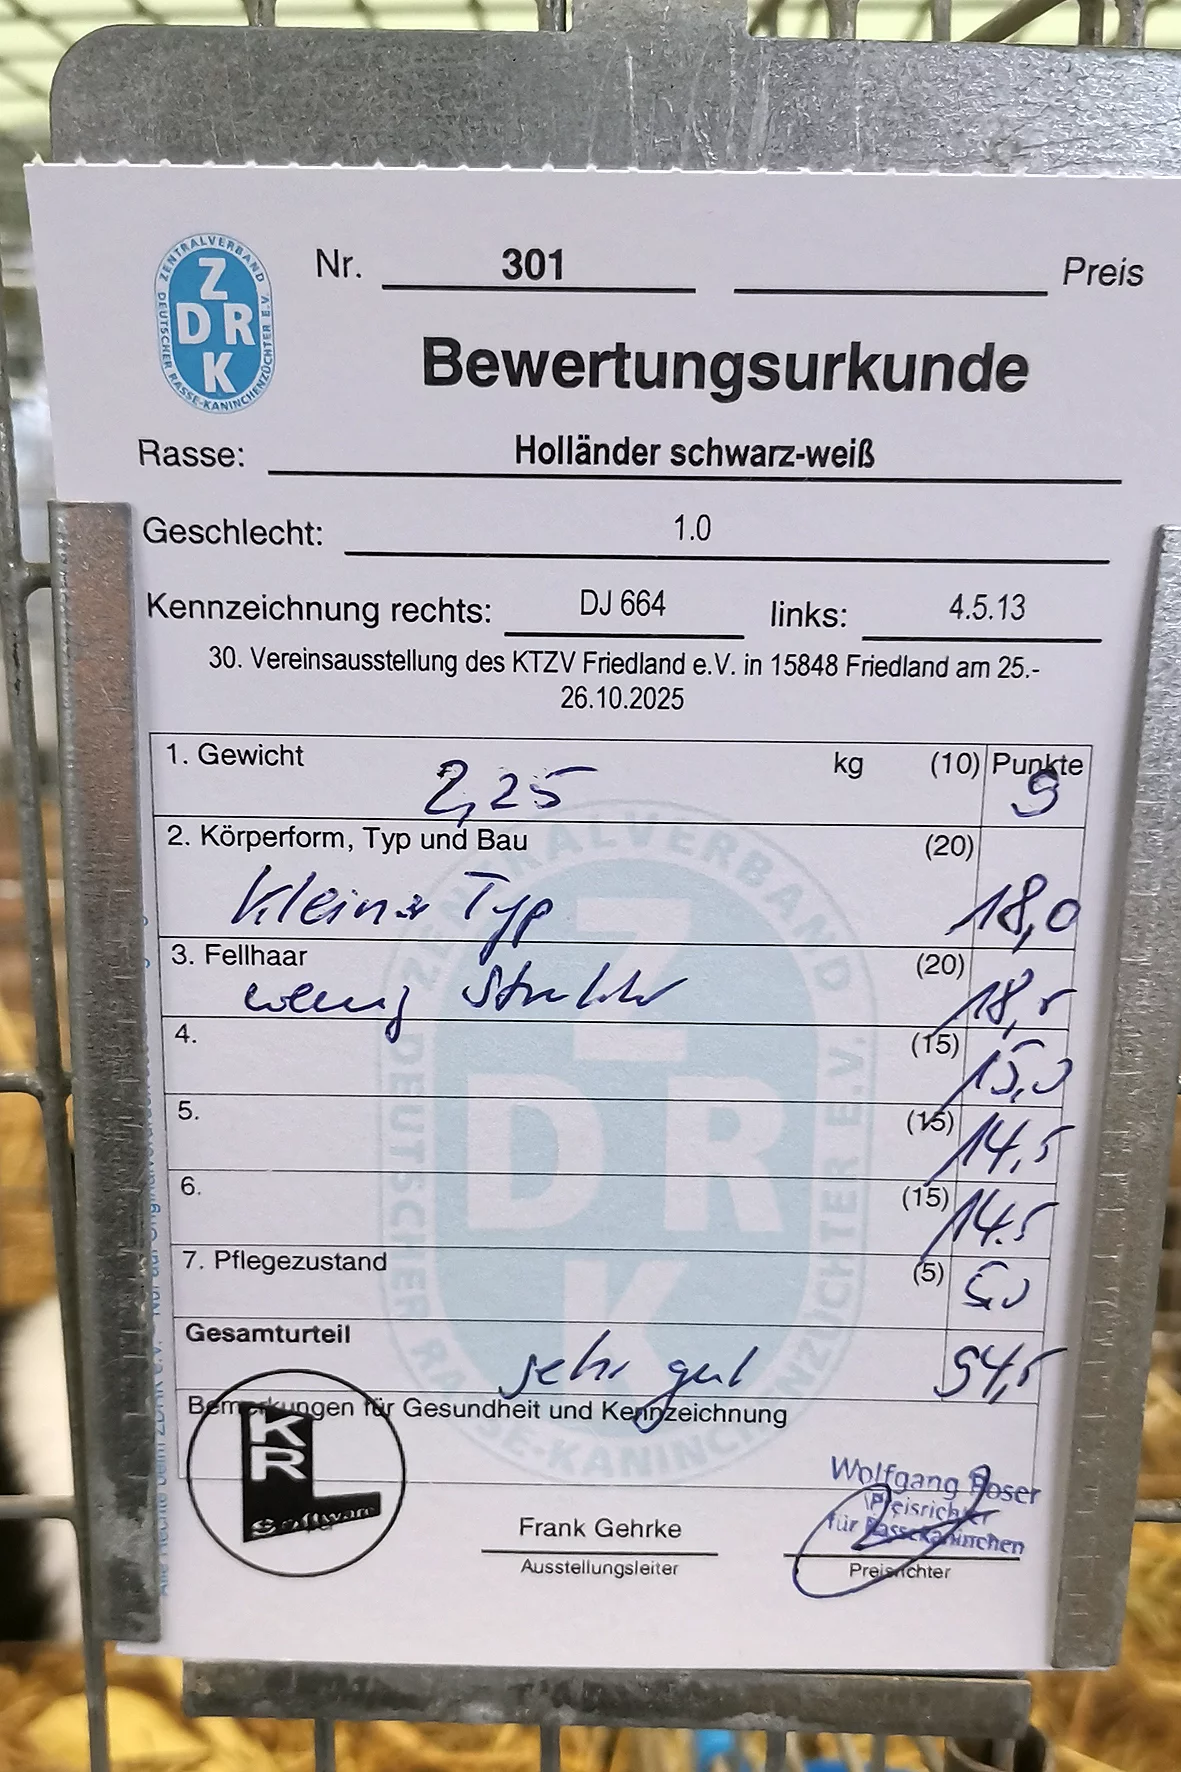 ZENTRALVERBAND DEUTSCHER RASSE-KANINCHENZÜCHTER E.V.
Z
D R
K
Nr. 301 Preis
Bewertungsurkunde
Rasse: Holländer schwarz-weiß
Geschlecht: 1.0
Kennzeichnung rechts: DJ 664 links: 4.5.13
30. Vereinsausstellung des KTZV Friedland e.V. in 15848 Friedland am 25.-
26.10.2025
1. Gewicht 2,25 kg (10) Punkte 9
2. Körperform, Typ und Bau (20)
Kleiner Typ 18,0
3. Fellhaar (20)
wenig Struktur 18,5
4. (15) 15,0
5. (15) 14,5
6. (15) 14.5
7. Pflegezustand (5) 5,0
Gesamturteil
sehr gut 94,5
Bemerkungen für Gesundheit und Kennzeichnung
KR
L
Software
Frank Gehrke
Ausstellungsleiter
Wolfgang
Preisrichter
für Rassekaninchen
Preisrichter